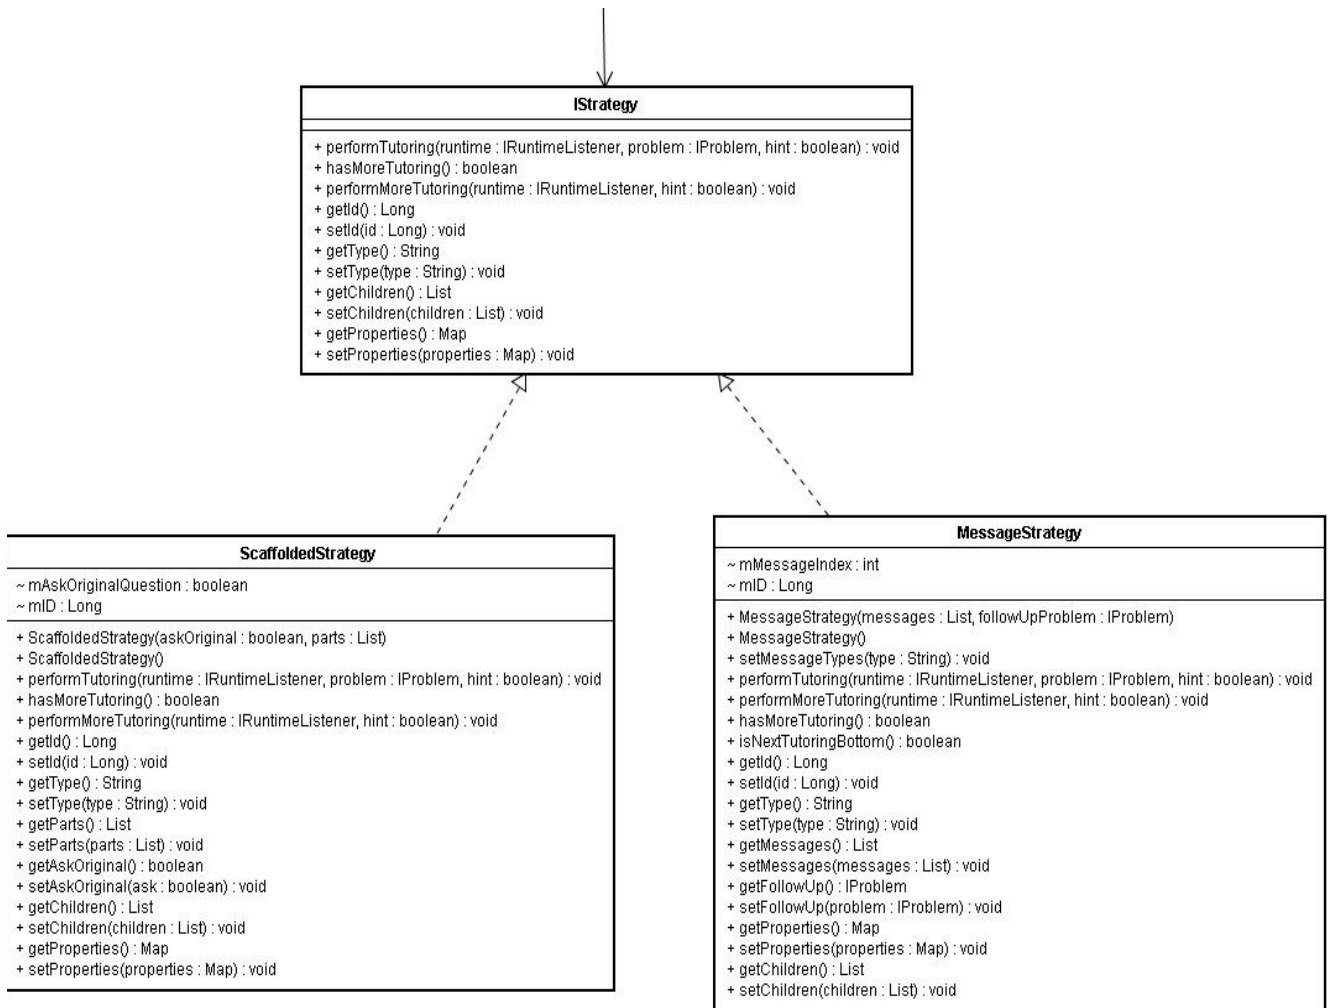 IStrategy
+ performTutoring(runtime : IRuntimeListener, problem : IProblem, hint : boolean) : void
+ hasMoreTutoring() : boolean
+ performMoreTutoring(runtime : IRuntimeListener, hint : boolean) : void
+ getId() : Long
+ setId(id : Long) : void
+ getType() : String
+ setType(type : String) : void
+ getChildren() : List
+ setChildren(children : List) : void
+ getProperties() : Map
+ setProperties(properties : Map) : void
ScaffoldedStrategy
~ mAskOriginalQuestion : boolean
~ mID : Long
+ ScaffoldedStrategy(askOriginal : boolean, parts : List)
+ ScaffoldedStrategy()
+ performTutoring(runtime : IRuntimeListener, problem : IProblem, hint : boolean) : void
+ hasMoreTutoring() : boolean
+ performMoreTutoring(runtime : IRuntimeListener, hint : boolean) : void
+ getId() : Long
+ setId(id : Long) : void
+ getType() : String
+ setType(type : String) : void
+ getParts() : List
+ setParts(parts : List) : void
+ getAskOriginal() : boolean
+ setAskOriginal(ask : boolean) : void
+ getChildren() : List
+ setChildren(children : List) : void
+ getProperties() : Map
+ setProperties(properties : Map) : void
MessageStrategy
~ mMessageIndex : int
~ mID : Long
+ MessageStrategy(messages : List, followUpProblem : IProblem)
+ MessageStrategy()
+ setMessageTypes(type : String) : void
+ performTutoring(runtime : IRuntimeListener, problem : IProblem, hint : boolean) : void
+ performMoreTutoring(runtime : IRuntimeListener, hint : boolean) : void
+ hasMoreTutoring() : boolean
+ isNextTutoringBottom() : boolean
+ getId() : Long
+ setId(id : Long) : void
+ getType() : String
+ setType(type : String) : void
+ getMessages() : List
+ setMessages(messages : List) : void
+ getFollowUp() : IProblem
+ setFollowUp(problem : IProblem) : void
+ getProperties() : Map
+ setProperties(properties : Map) : void
+ getChildren() : List
+ setChildren(children : List) : void